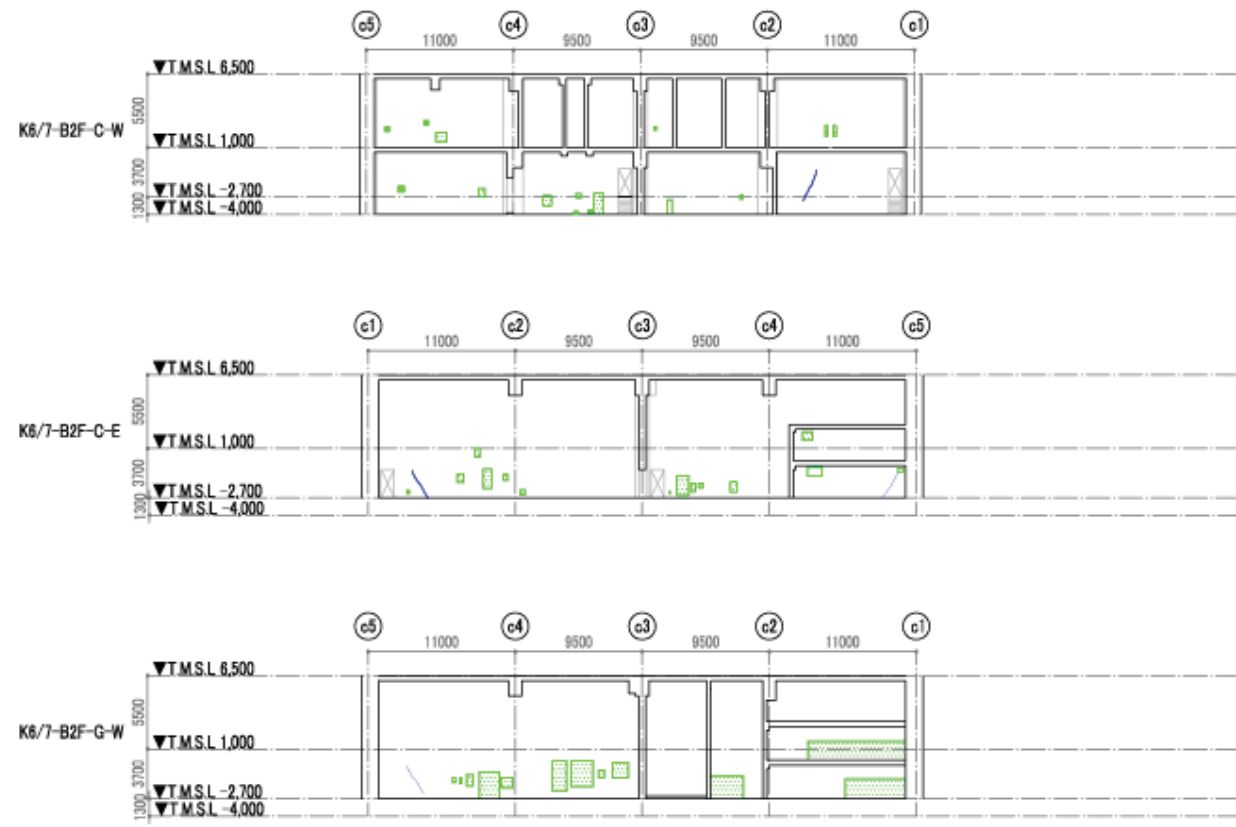 c5 c4 c3 c2 c1
11000 9500 9500 11000
▼T.M.S.L 6,500
5500
K6/7-B2F-C-W
▼T.M.S.L 1,000
3700
▼T.M.S.L -2,700
1300
▼T.M.S.L -4,000
c1 c2 c3 c4 c5
11000 9500 9500 11000
▼T.M.S.L 6,500
5500
K6/7-B2F-C-E
▼T.M.S.L 1,000
3700
▼T.M.S.L -2,700
1300
▼T.M.S.L -4,000
c5 c4 c3 c2 c1
11000 9500 9500 11000
▼T.M.S.L 6,500
5500
K6/7-B2F-G-W
▼T.M.S.L 1,000
3700
▼T.M.S.L -2,700
1300
▼T.M.S.L -4,000